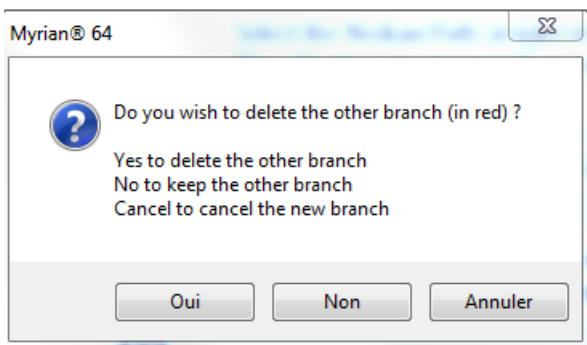 Myrian® 64
Do you wish to delete the other branch (in red) ?
Yes to delete the other branch
No to keep the other branch
Cancel to cancel the new branch
Oui
Non
Annuler